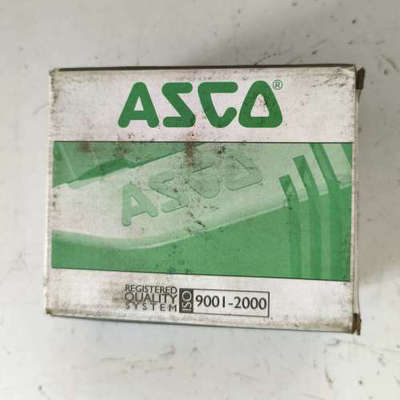 ASCO®
ASCO
REGISTERED
QUALITY
SYSTEM
ISO 9001-2000